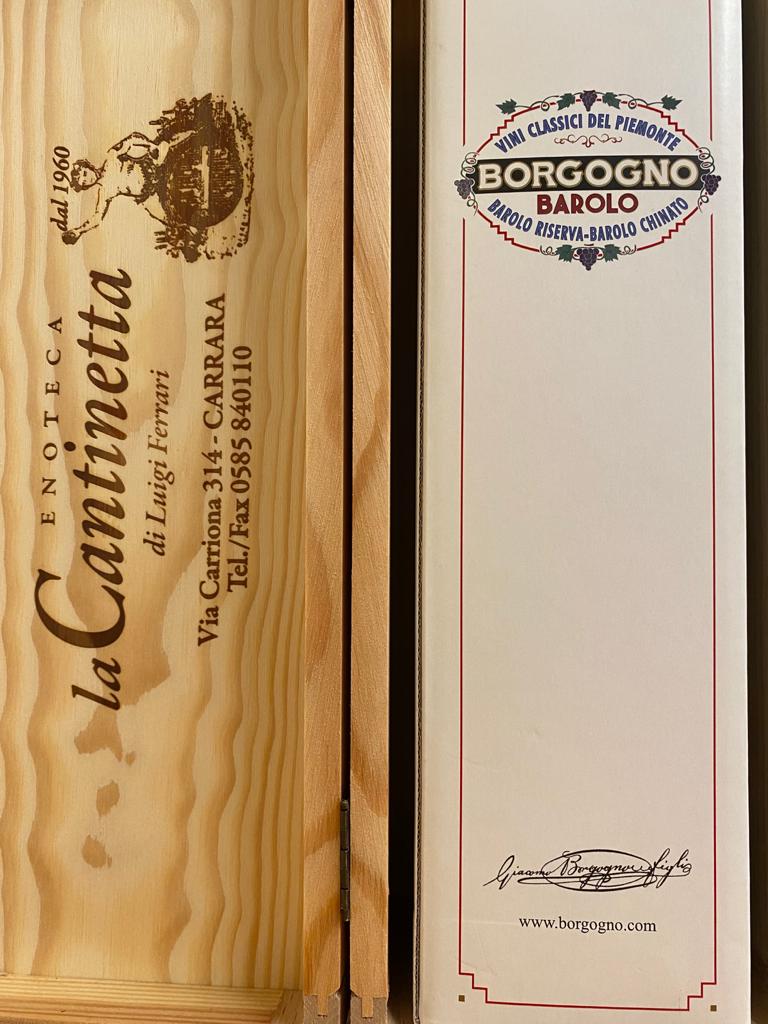 dal 1960
ENOTECA
la Cantinetta
di Luigi Ferrari
Via Carriona 314 - CARRARA
Tel./Fax 0585 840110
VINI CLASSICI DEL PIEMONTE
BORGOGNO
BAROLO
BAROLO RISERVA-BAROLO CHINATO
Giacomo Borgogno e figli
www.borgogno.com